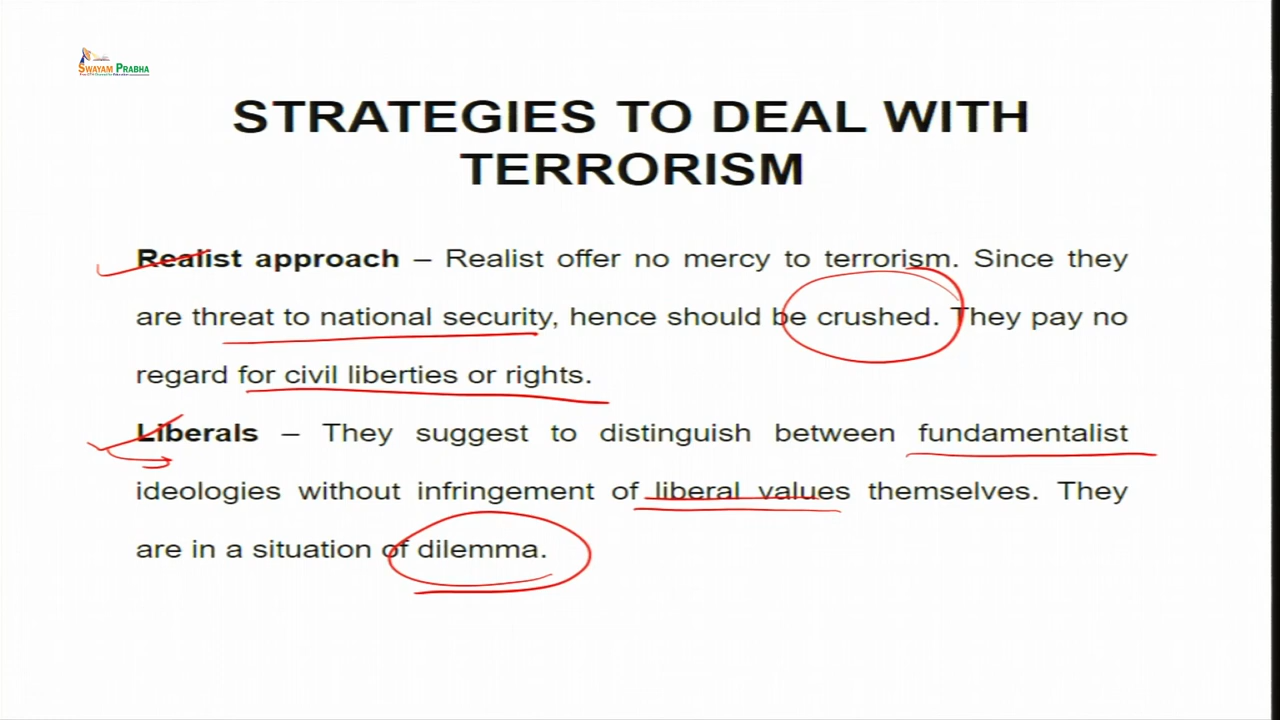 SWAYAM PRABHA
STRATEGIES TO DEAL WITH
TERRORISM
Realist approach – Realist offer no mercy to terrorism. Since they
are threat to national security, hence should be crushed. They pay no
regard for civil liberties or rights.
Liberals – They suggest to distinguish between fundamentalist
ideologies without infringement of liberal values themselves. They
are in a situation of dilemma.